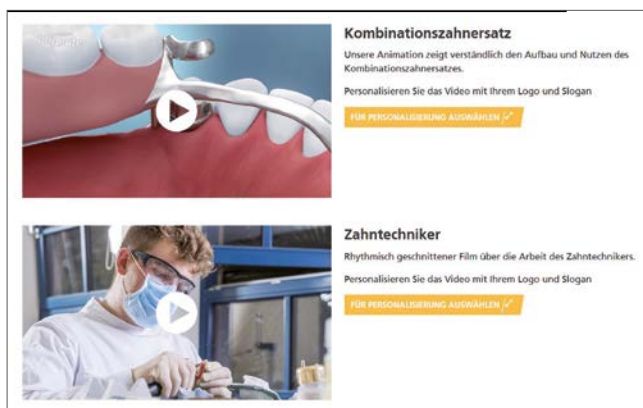 Kombinationszahnersatz
Unsere Animation zeigt verständlich den Aufbau und Nutzen des
Kombinationszahnersatzes.
Personalisieren Sie das Video mit Ihrem Logo und Slogan
FÜR PERSONALISIERUNG AUSWÄHLEN
Zahntechniker
Rhythmisch geschnittener Film über die Arbeit des Zahntechnikers.
Personalisieren Sie das Video mit Ihrem Logo und Slogan
FÜR PERSONALISIERUNG AUSWÄHLEN